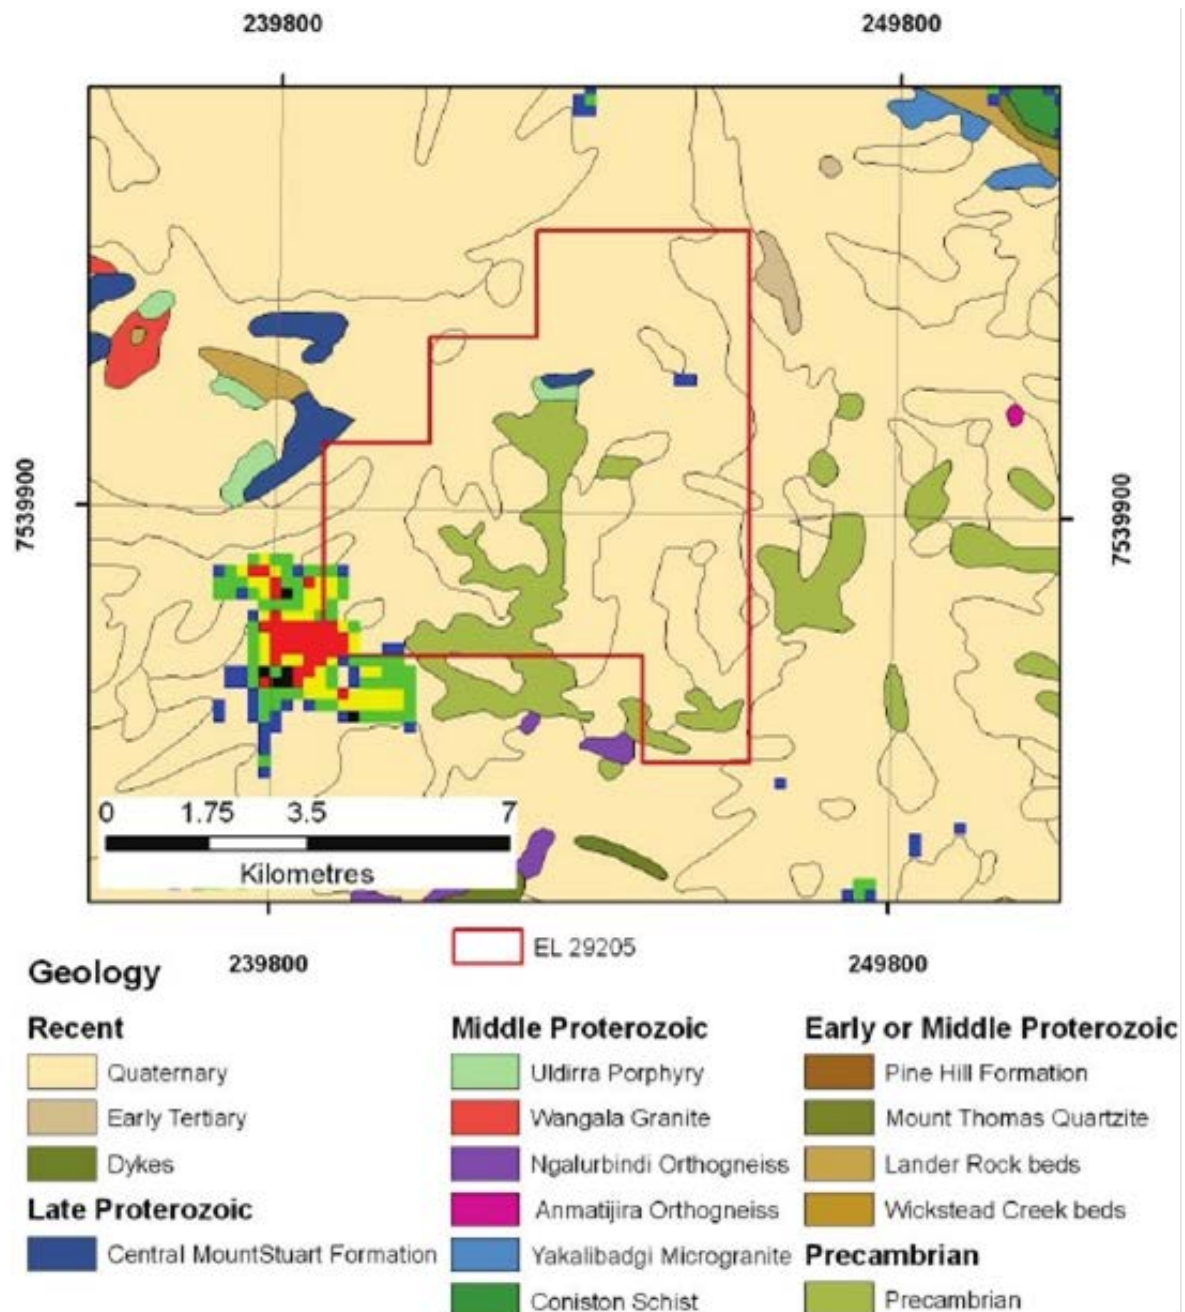 239800 249800
7539900 7539900
0 1.75 3.5 7
Kilometres
EL 29205
239800 249800
Geology
Recent
Quaternary
Early Tertiary
Dykes
Late Proterozoic
Central MountStuart Formation
Middle Proterozoic
Uldirra Porphyry
Wangala Granite
Ngalurbindi Orthogneiss
Anmatijira Orthogneiss
Yakalibadgi Microgranite
Coniston Schist
Early or Middle Proterozoic
Pine Hill Formation
Mount Thomas Quartzite
Lander Rock beds
Wickstead Creek beds
Precambrian
Precambrian